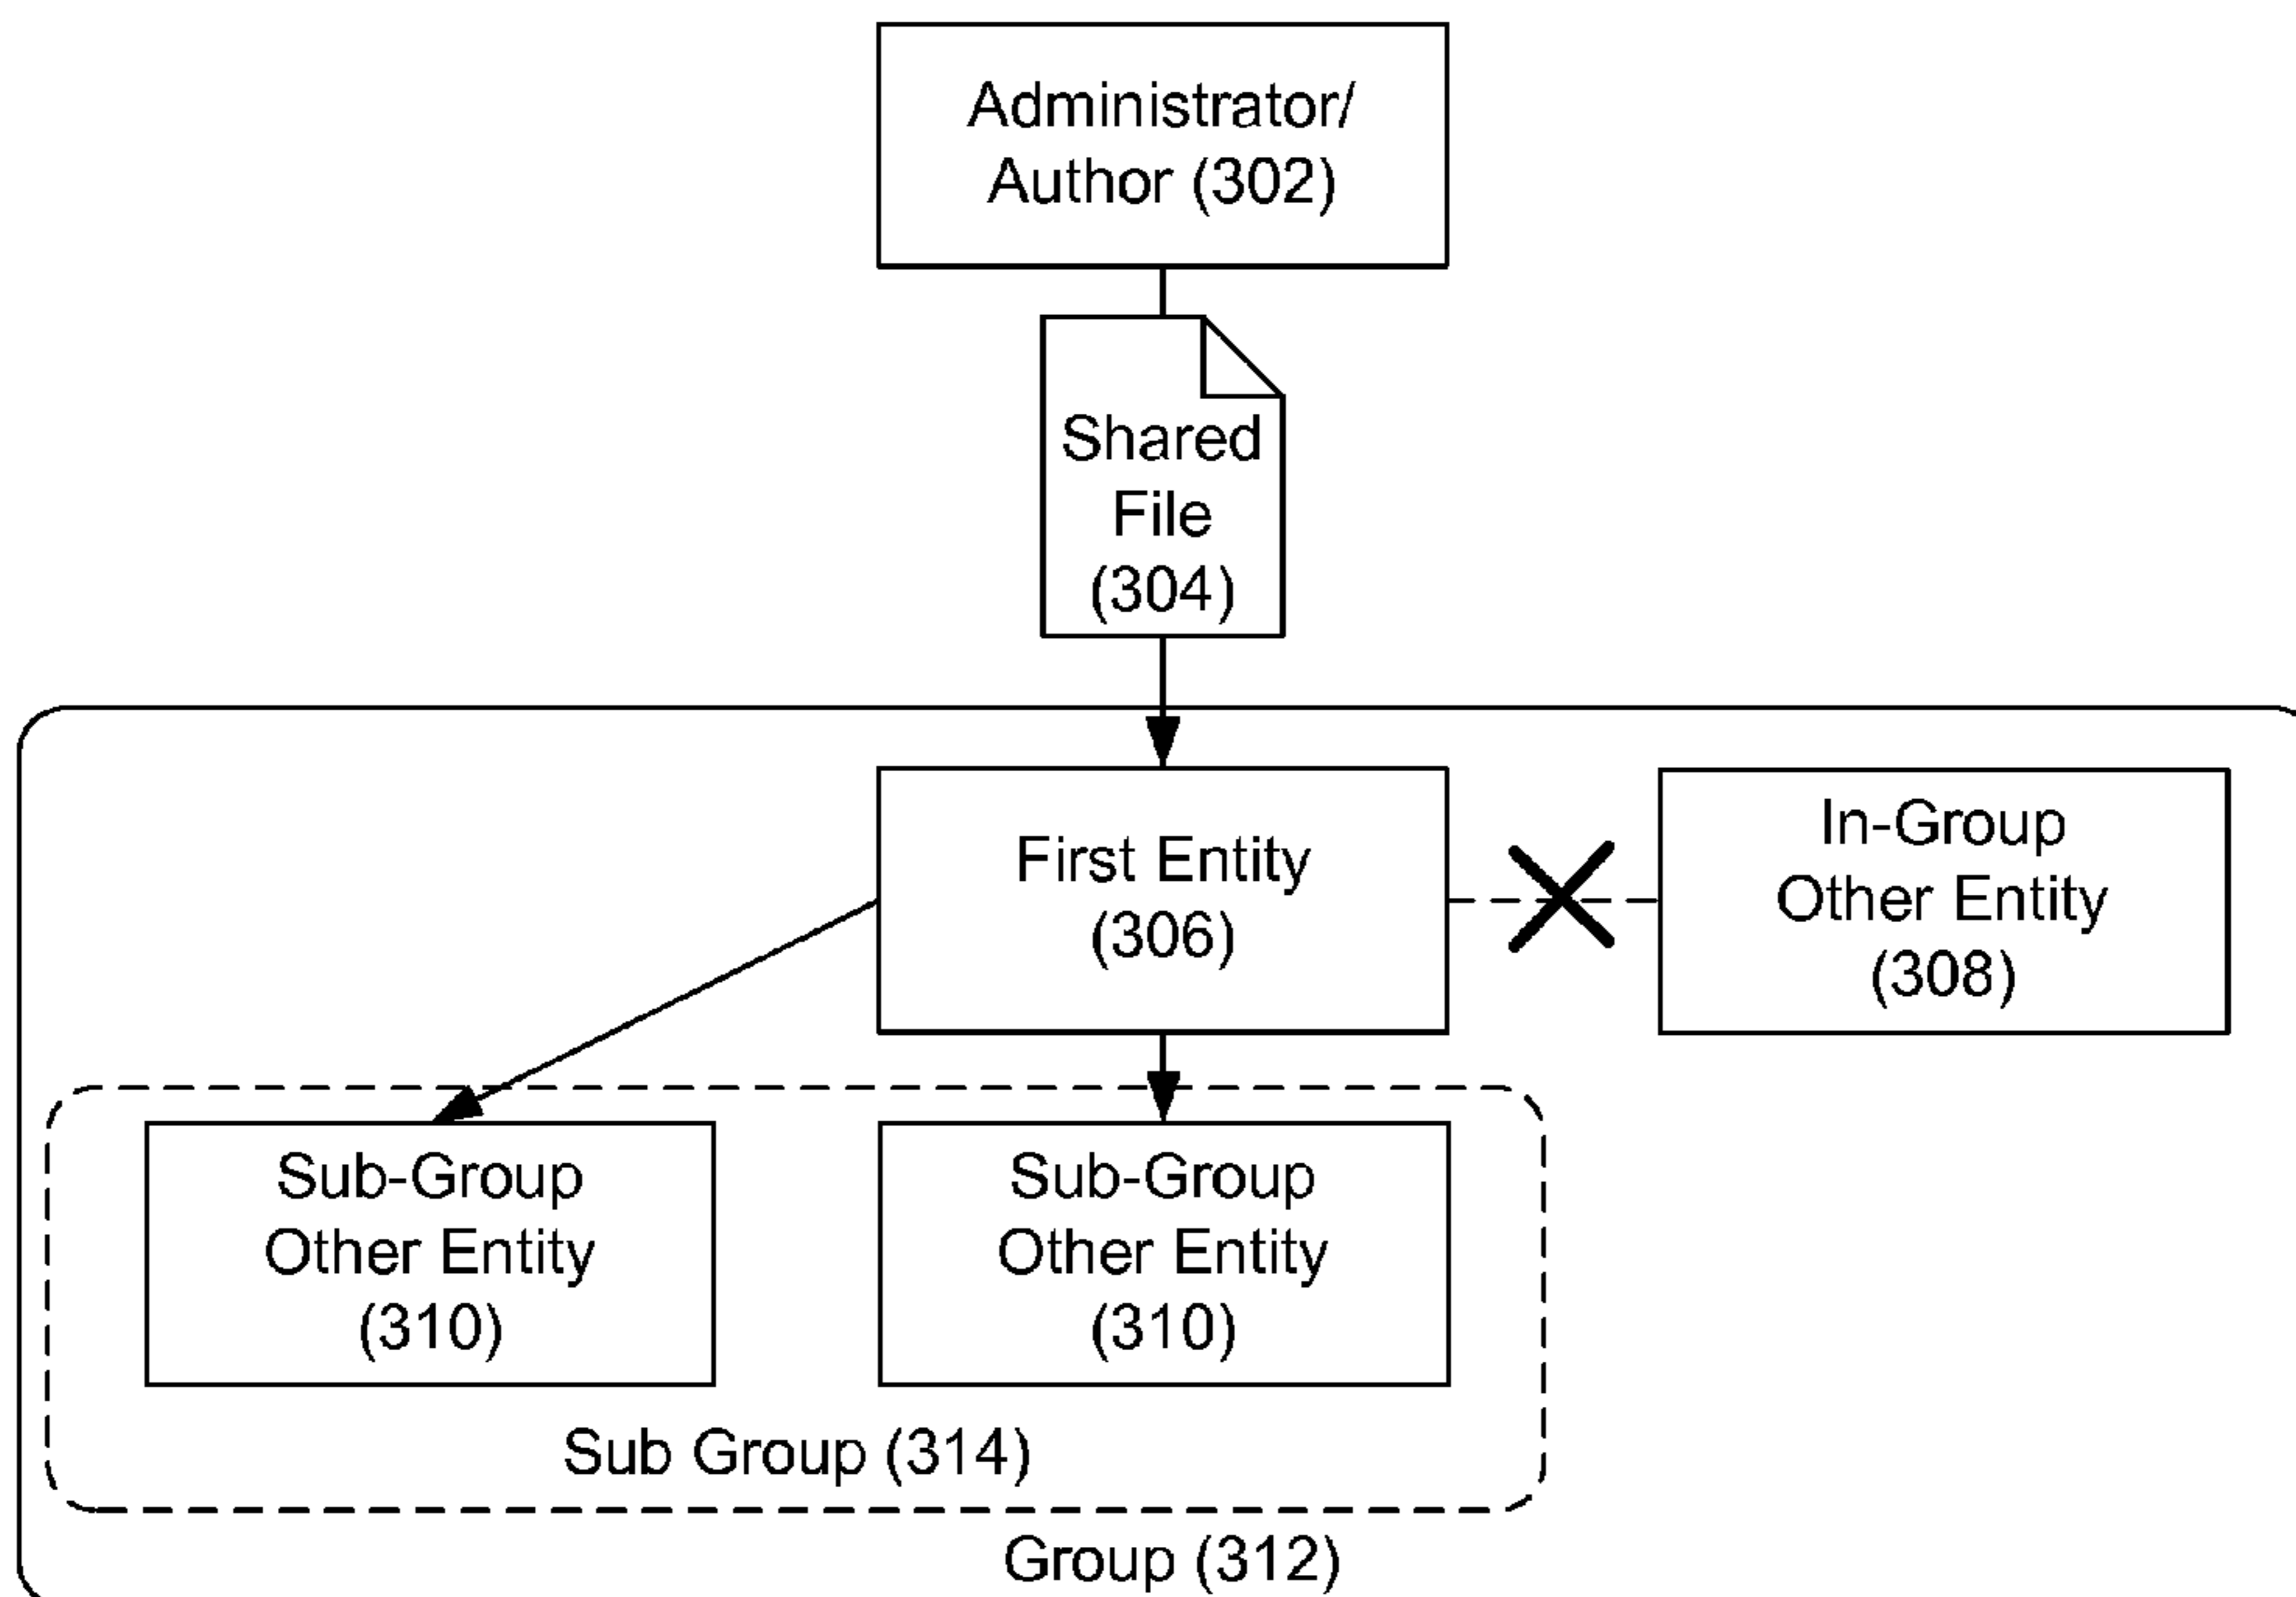 Administrator/
Author (302)
Shared
File
(304)
First Entity
(306)
In-Group
Other Entity
(308)
Sub-Group
Other Entity
(310)
Sub-Group
Other Entity
(310)
Sub Group (314)
Group (312)